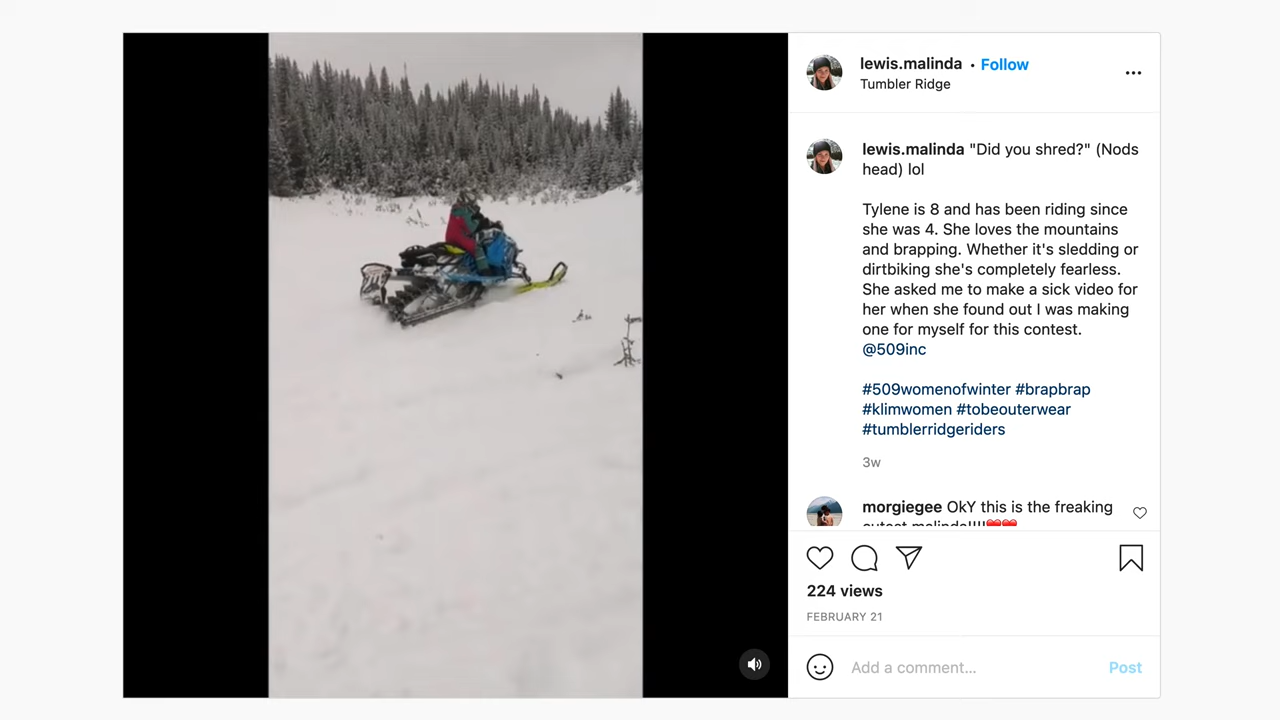 lewis.malinda • Follow
Tumbler Ridge
lewis.malinda "Did you shred?" (Nods
head) lol
Tylene is 8 and has been riding since
she was 4. She loves the mountains
and brapping. Whether it's sledding or
dirtbiking she's completely fearless.
She asked me to make a sick video for
her when she found out I was making
one for myself for this contest.
@509inc
#509womenofwinter #brapbrap
#klimwomen #tobeouterwear
#tumblerridgeriders
3w
morgiegee OkY this is the freaking
cutest malinda!!!!❤️❤️
224 views
FEBRUARY 21
Add a comment...
Post